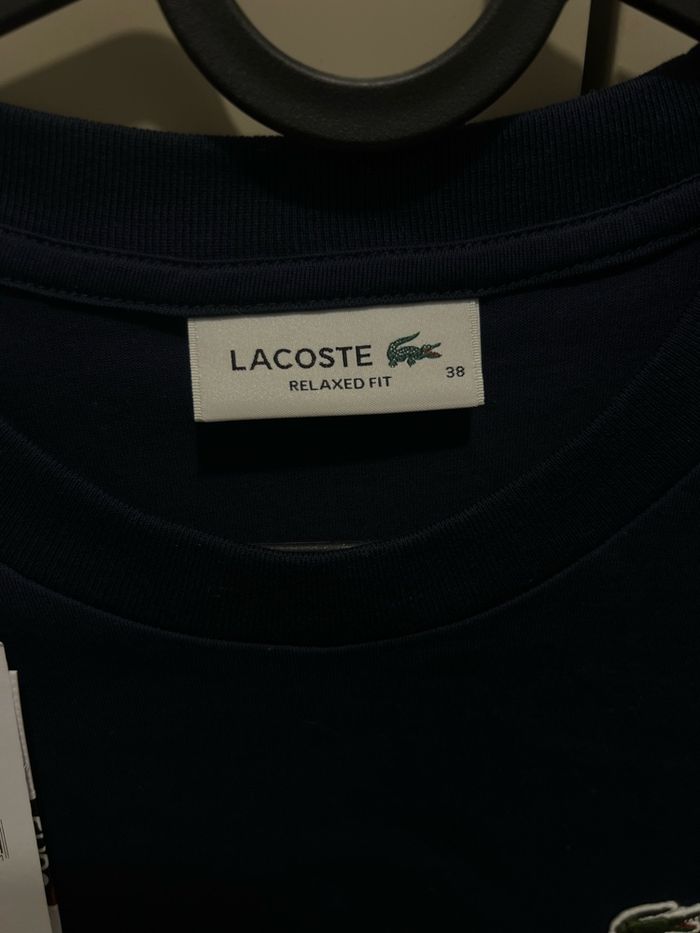 LACOSTE
RELAXED FIT
38